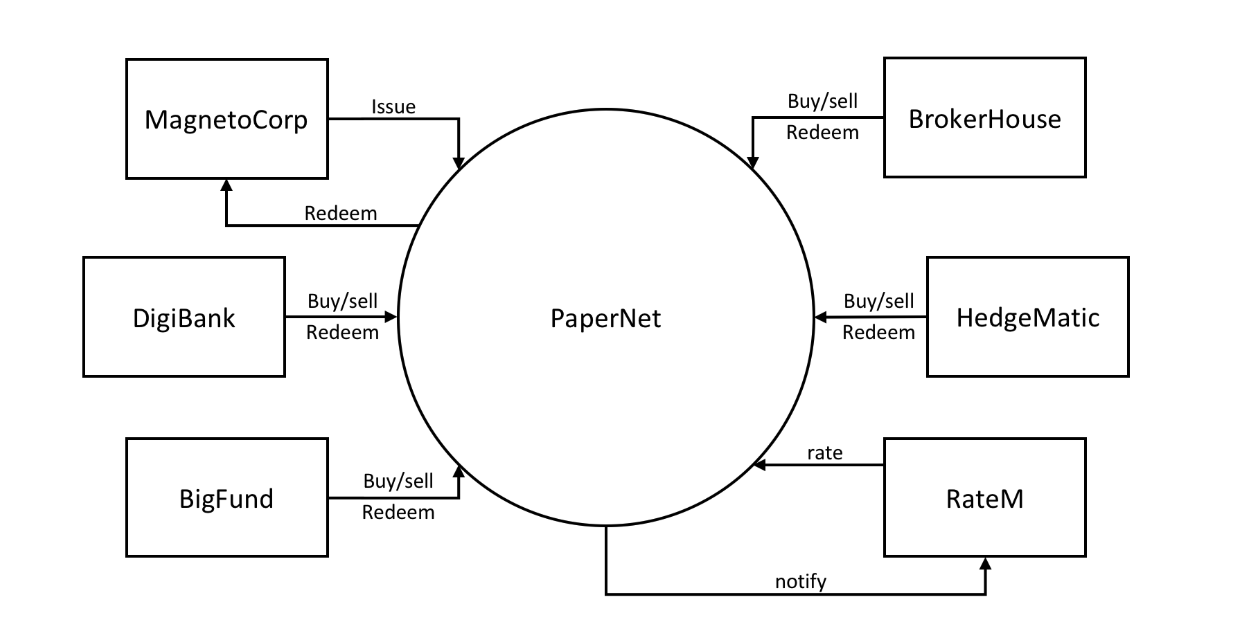 MagnetoCorp
Issue
Redeem
Buy/sell
Redeem
BrokerHouse
DigiBank
Buy/sell
Redeem
PaperNet
Buy/sell
Redeem
HedgeMatic
BigFund
Buy/sell
Redeem
rate
RateM
notify